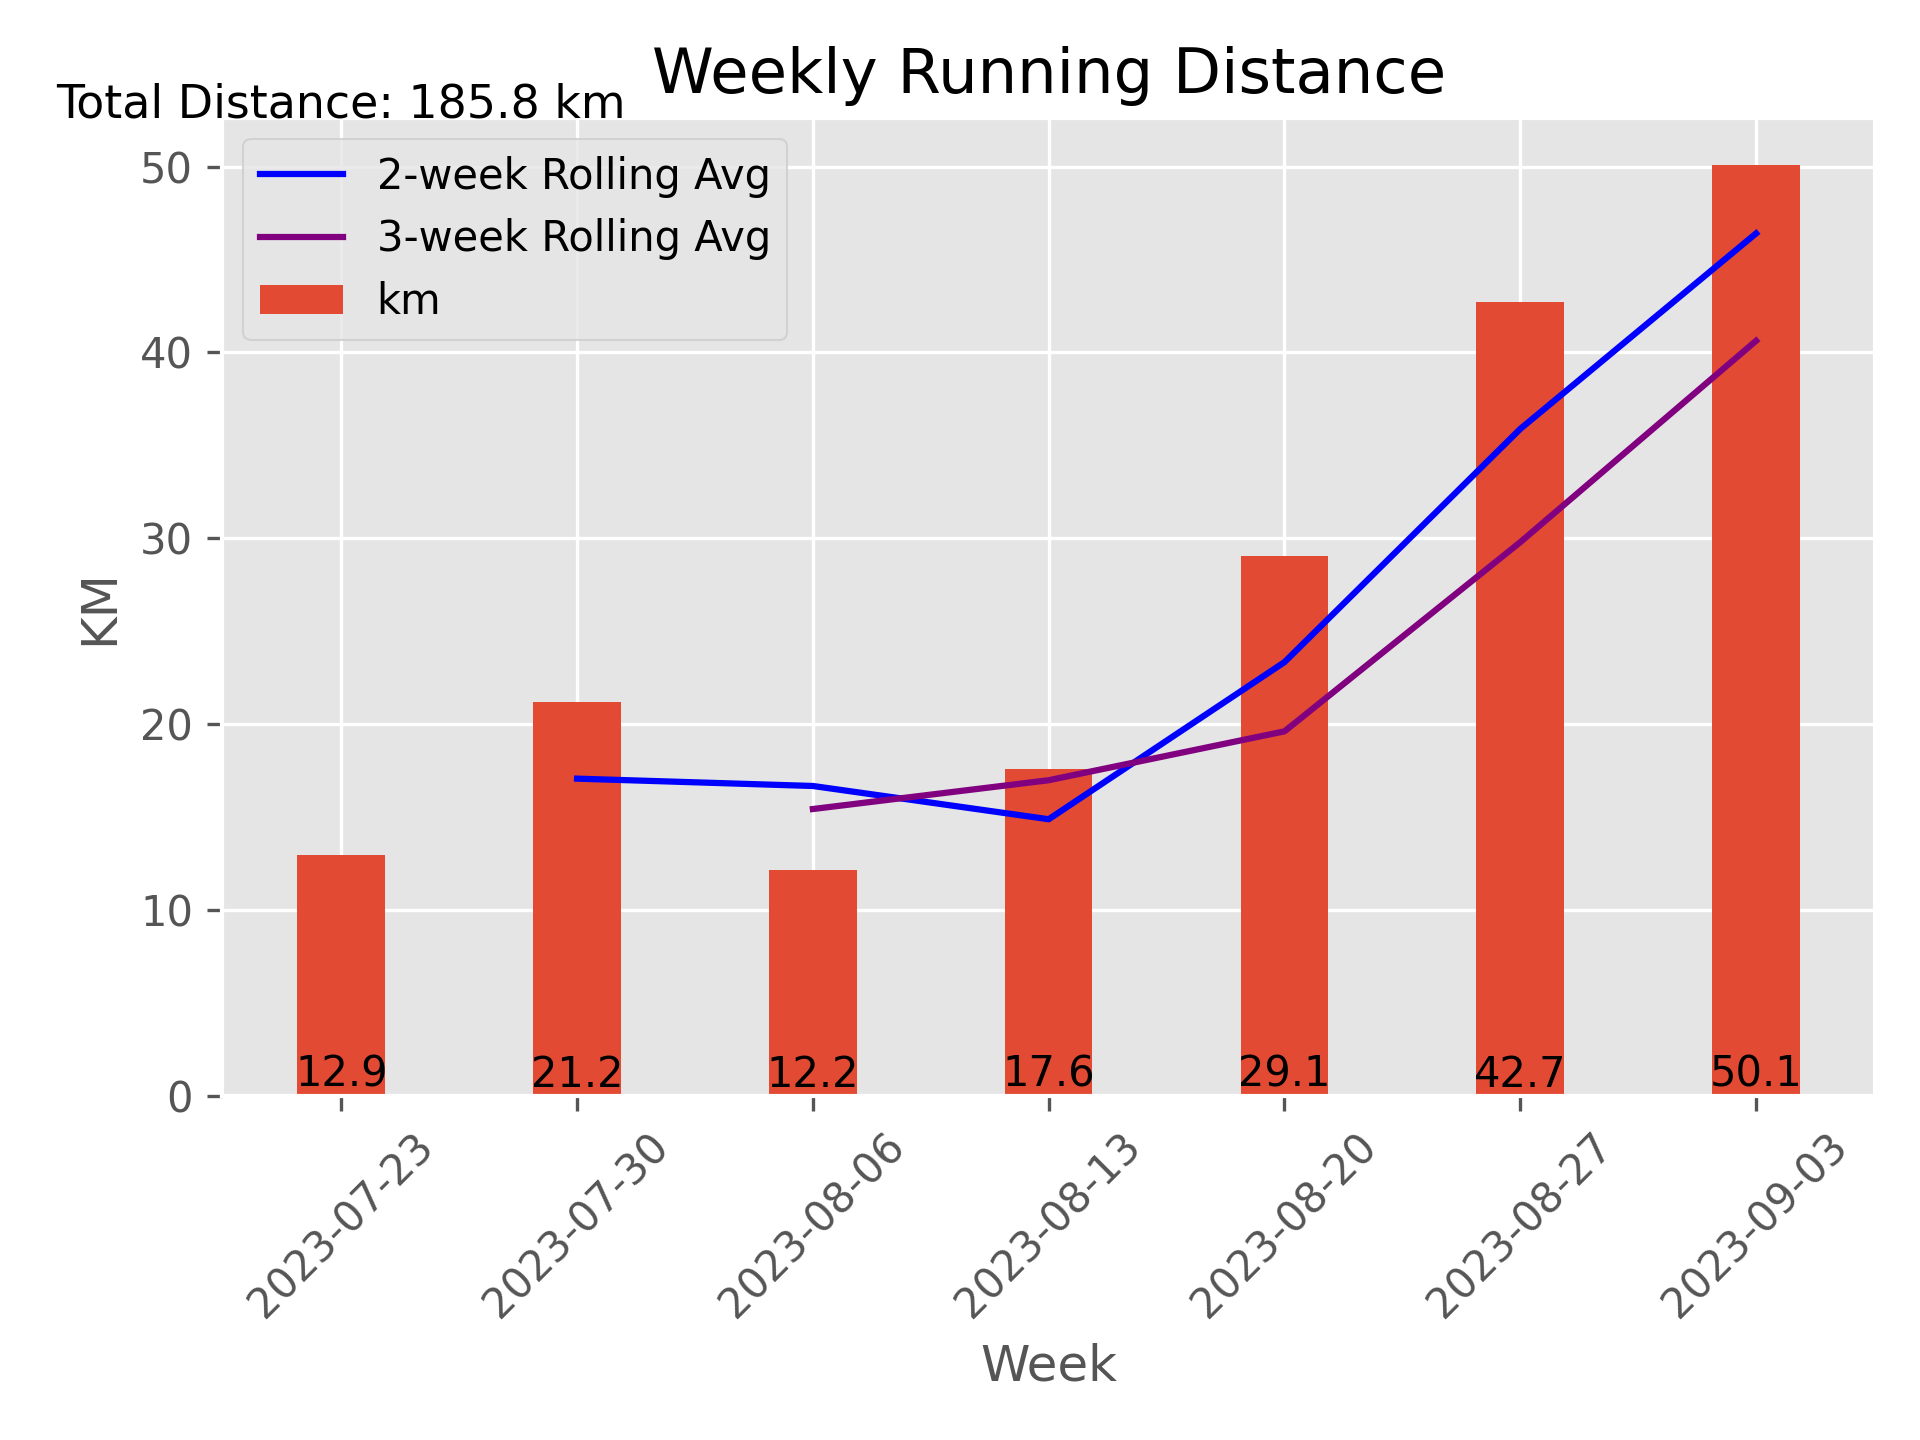 Weekly Running Distance
Total Distance: 185.8 km
2-week Rolling Avg
3-week Rolling Avg
km
50
40
30
20
10
0
KM
12.9
21.2
12.2
17.6
29.1
42.7
50.1
2023-07-23
2023-07-30
2023-08-06
2023-08-13
2023-08-20
2023-08-27
2023-09-03
Week